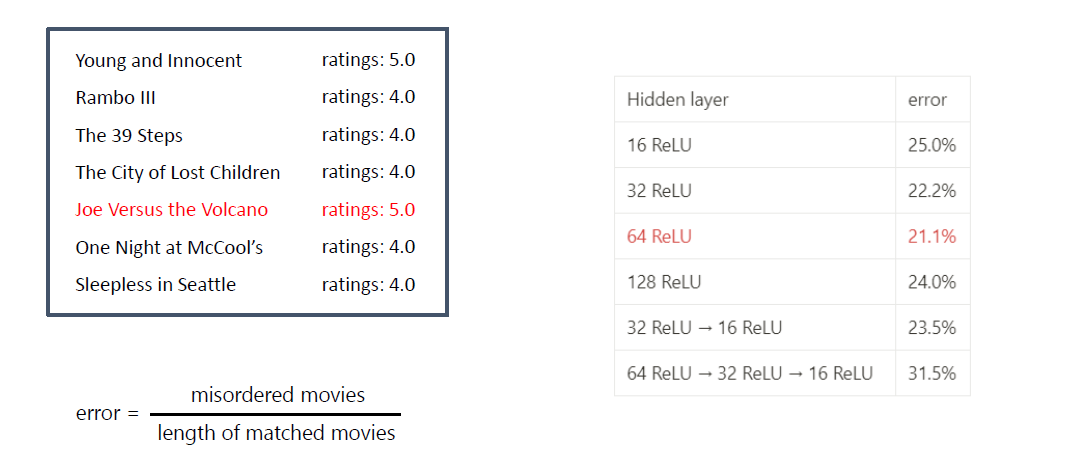 Young and Innocent ratings: 5.0
Rambo III ratings: 4.0
The 39 Steps ratings: 4.0
The City of Lost Children ratings: 4.0
Joe Versus the Volcano ratings: 5.0
One Night at McCool’s ratings: 4.0
Sleepless in Seattle ratings: 4.0
misordered movies
error =
length of matched movies
Hidden layer error
16 ReLU 25.0%
32 ReLU 22.2%
64 ReLU 21.1%
128 ReLU 24.0%
32 ReLU → 16 ReLU 23.5%
64 ReLU → 32 ReLU → 16 ReLU 31.5%